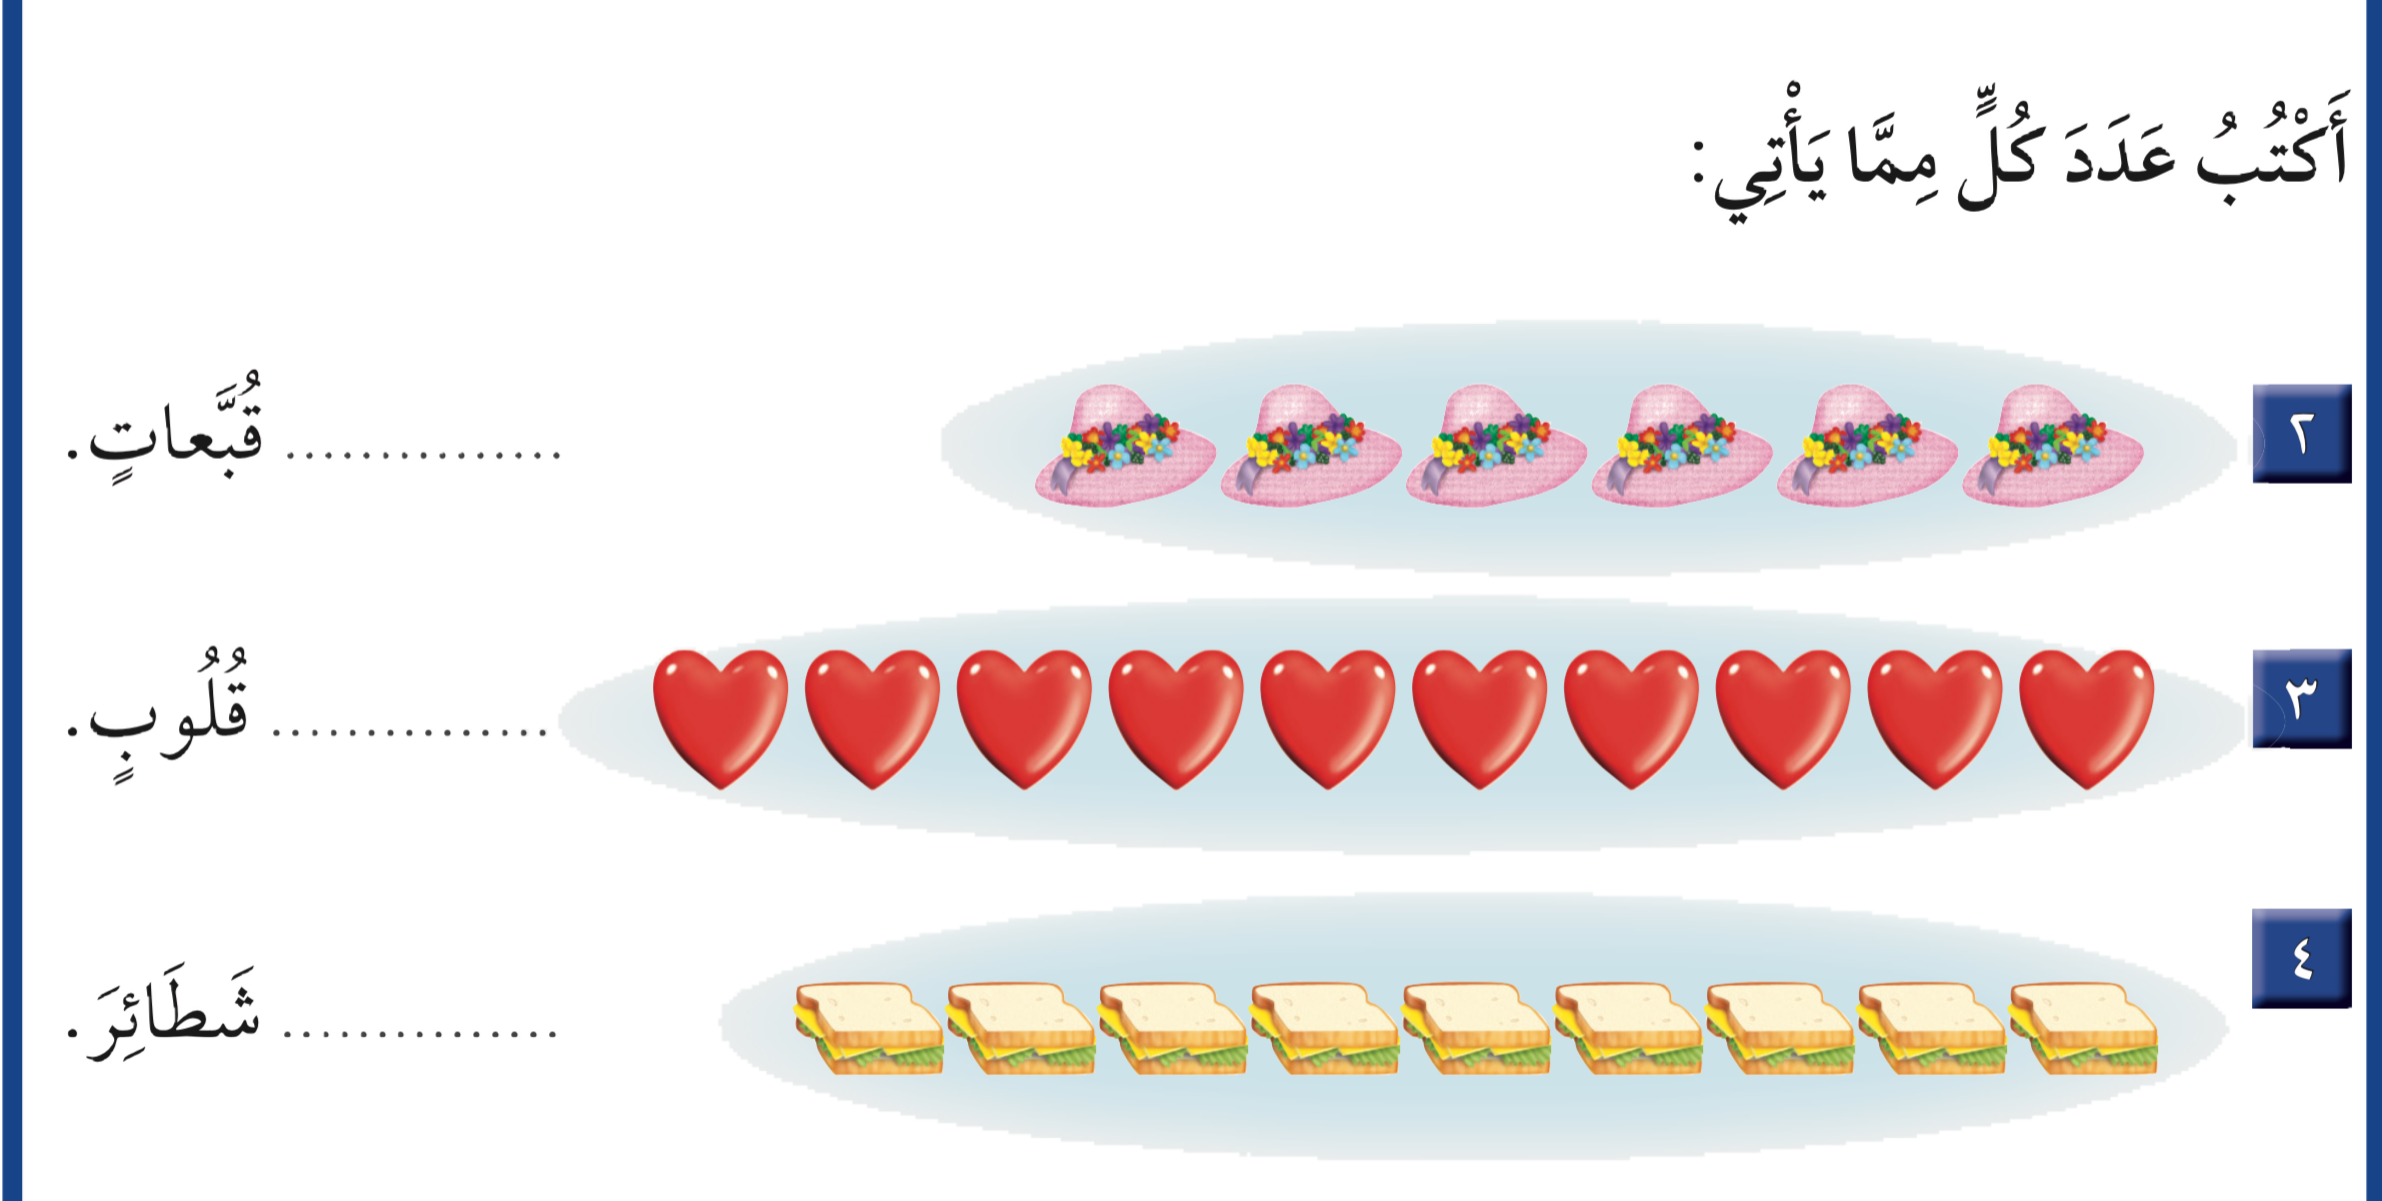 أَكْتُبُ عَدَدَ كُلٍّ مِمَّا يَأْتِي:
٢ ............... قُبَّعاتٍ.
٣ ............... قُلُوبٍ.
٤ ............... شَطَائِرَ.